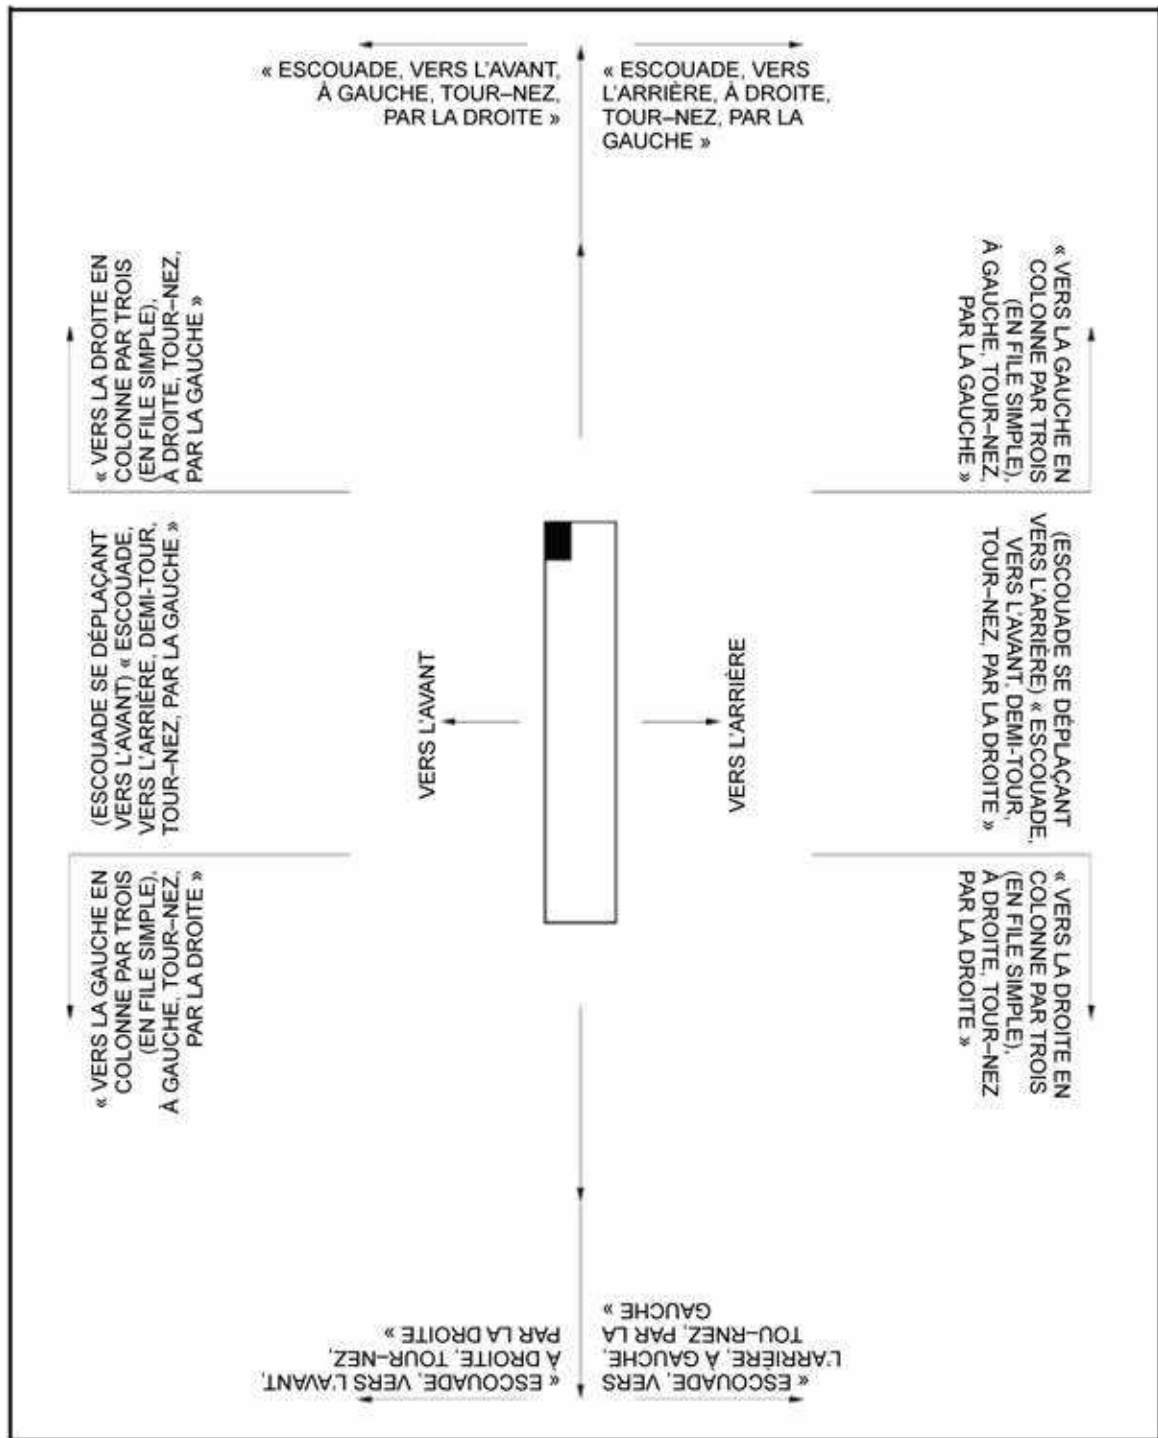 « ESCOUADE, VERS L'AVANT,
À GAUCHE, TOUR–NEZ,
PAR LA DROITE »
« ESCOUADE, VERS
L'ARRIÈRE, À DROITE,
TOUR–NEZ, PAR LA
GAUCHE »
« VERS LA DROITE EN
COLONNE PAR TROIS
(EN FILE SIMPLE),
À DROITE, TOUR–NEZ,
PAR LA GAUCHE »
« VERS LA GAUCHE EN
COLONNE PAR TROIS
(EN FILE SIMPLE),
À GAUCHE, TOUR–NEZ,
PAR LA GAUCHE »
(ESCOUADE SE DÉPLAÇANT
VERS L'AVANT) « ESCOUADE,
VERS L'ARRIÈRE, DEMI-TOUR,
TOUR–NEZ, PAR LA GAUCHE »
VERS L'AVANT
VERS L'ARRIÈRE
(ESCOUADE SE DÉPLAÇANT
VERS L'ARRIÈRE) « ESCOUADE,
VERS L'AVANT, DEMI-TOUR,
TOUR–NEZ, PAR LA DROITE »
« VERS LA GAUCHE EN
COLONNE PAR TROIS
(EN FILE SIMPLE),
À GAUCHE, TOUR–NEZ,
PAR LA DROITE »
« VERS LA DROITE EN
COLONNE PAR TROIS
(EN FILE SIMPLE),
À DROITE, TOUR–NEZ
PAR LA DROITE »
« ESCOUADE, VERS L'AVANT,
À DROITE, TOUR–NEZ,
PAR LA DROITE »
« ESCOUADE, VERS
L'ARRIÈRE, À GAUCHE,
TOU–RNEZ, PAR LA
GAUCHE »